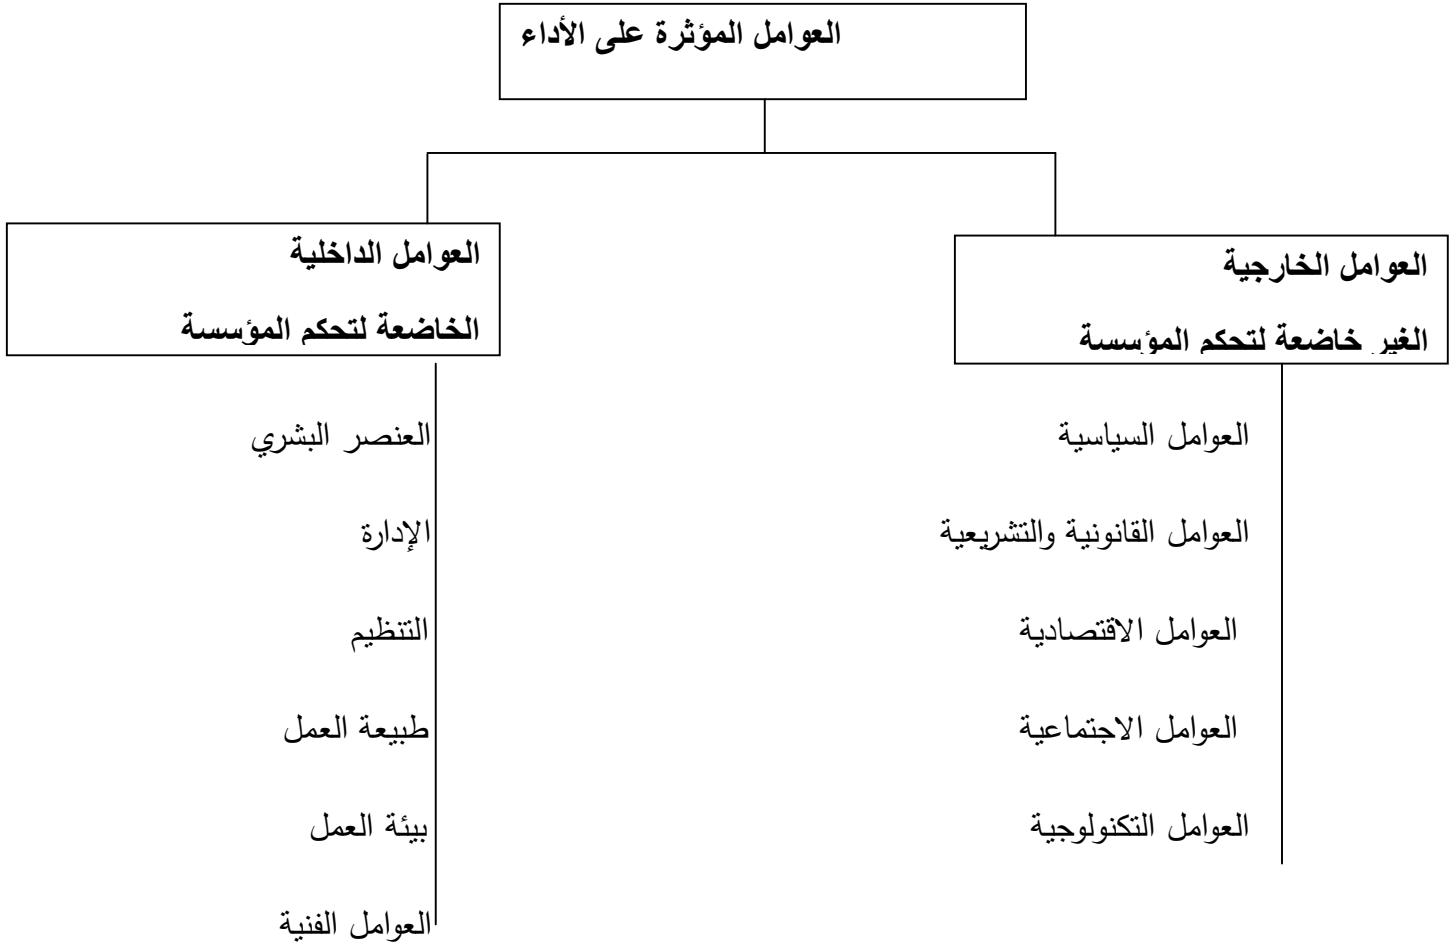 العوامل المؤثرة على الأداء
العوامل الخارجية
الغير خاضعة لتحكم المؤسسة
العوامل السياسية
العوامل القانونية والتشريعية
العوامل الاقتصادية
العوامل الاجتماعية
العوامل التكنولوجية
العوامل الداخلية
الخاضعة لتحكم المؤسسة
العنصر البشري
الإدارة
التنظيم
طبيعة العمل
بيئة العمل
العوامل الفنية